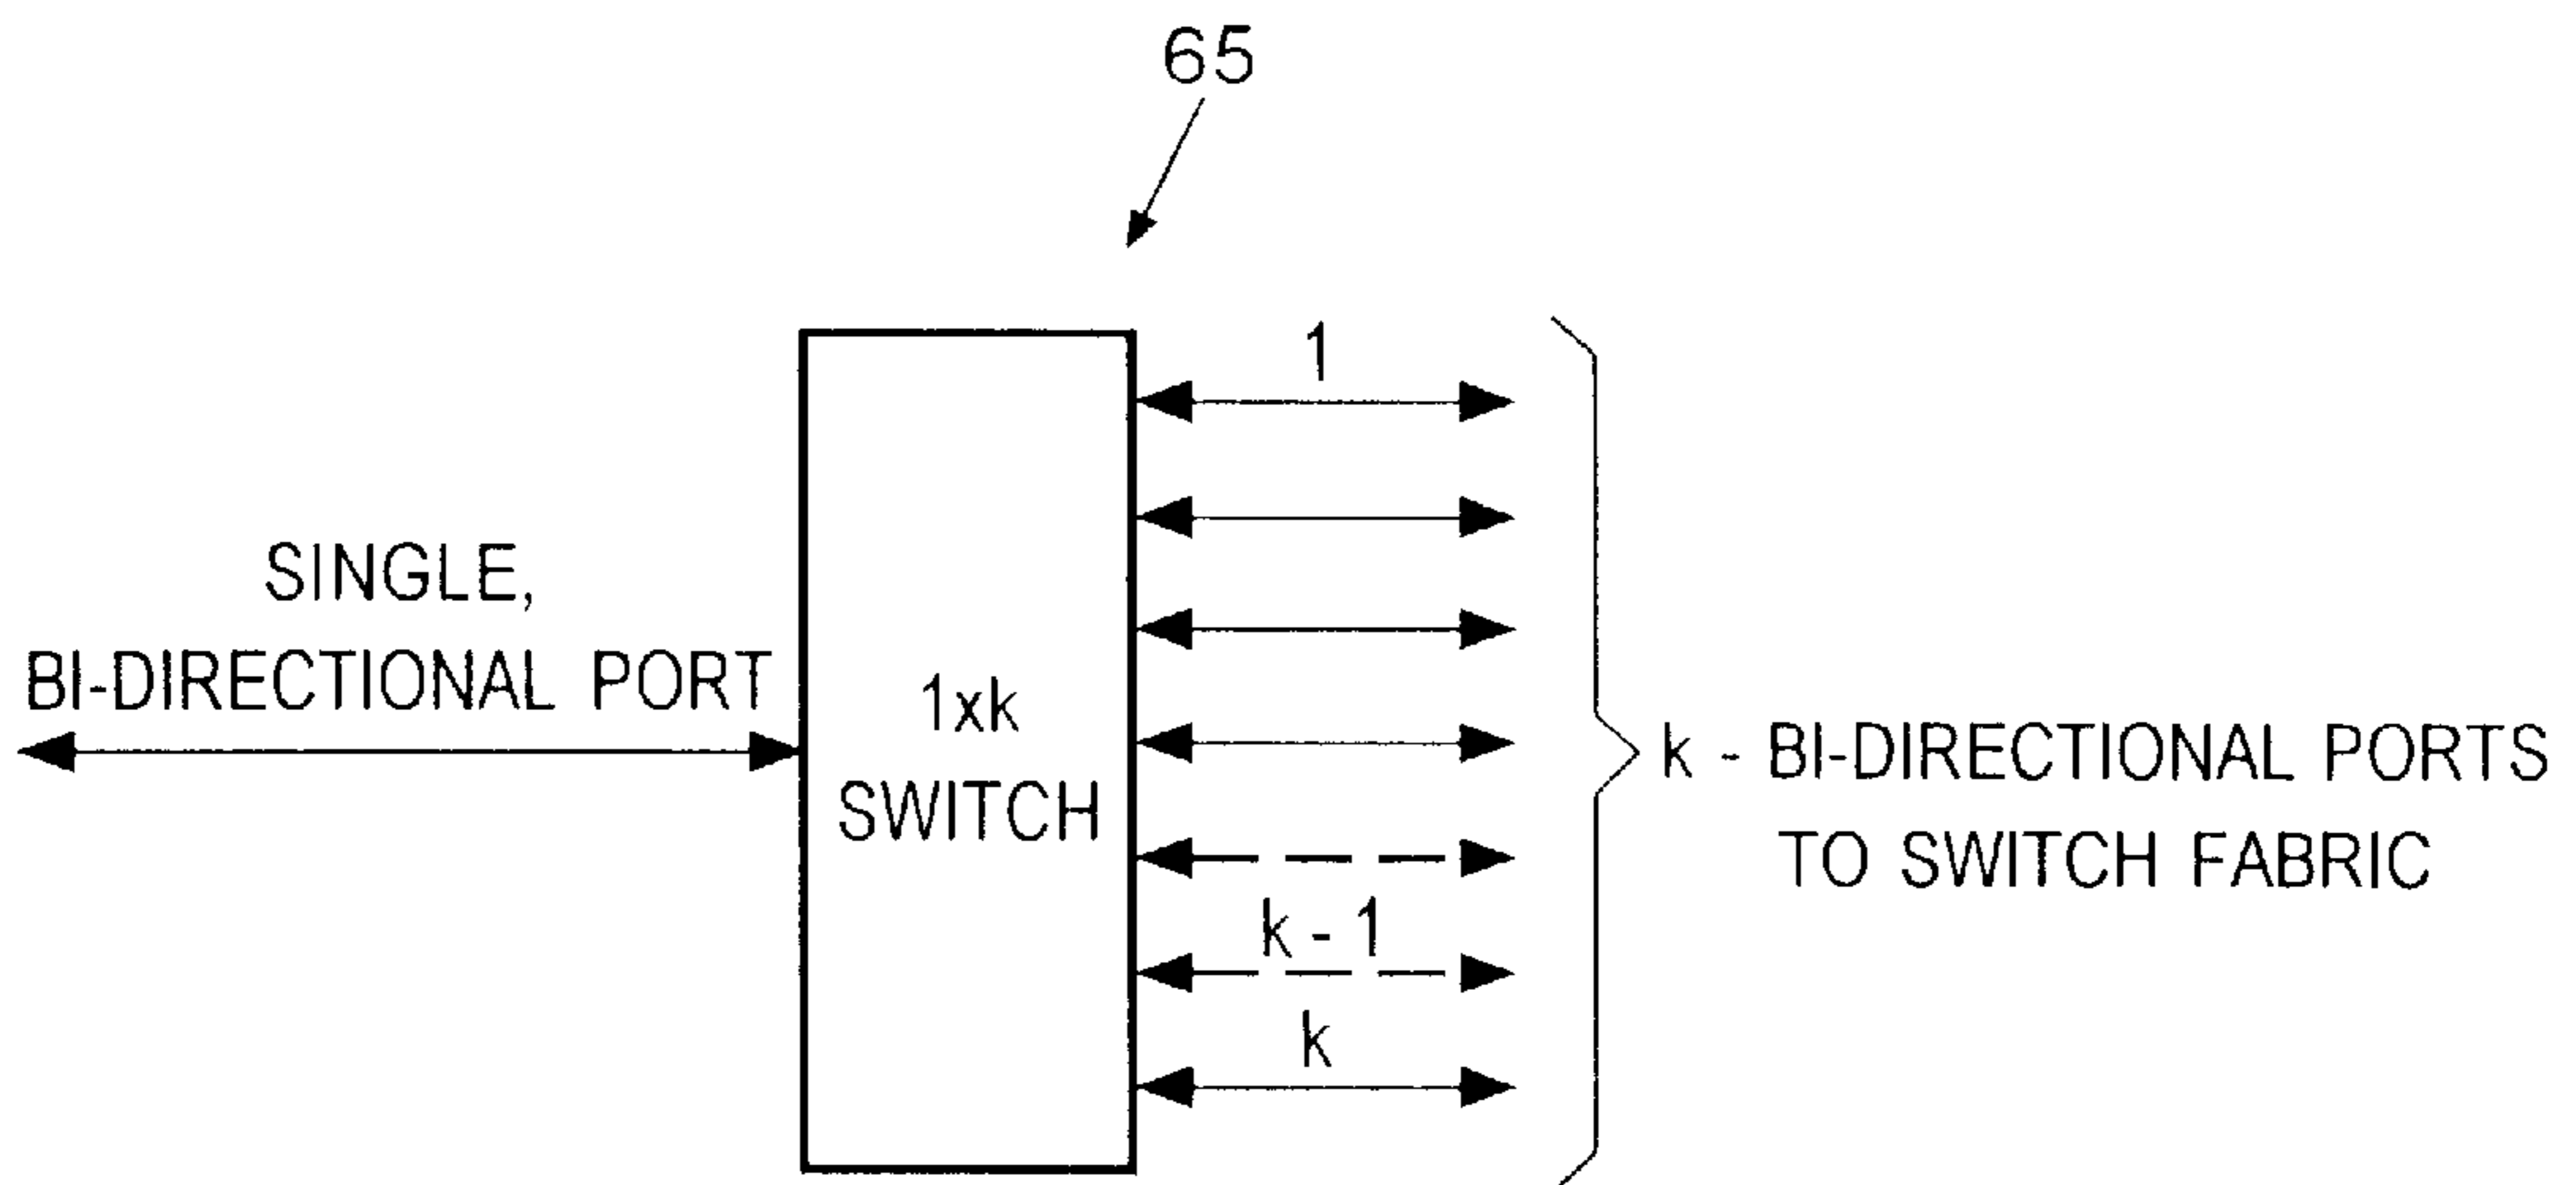 65
SINGLE,
BI-DIRECTIONAL PORT
1xk
SWITCH
1
k - 1
k
k - BI-DIRECTIONAL PORTS
TO SWITCH FABRIC